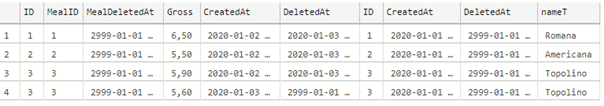 ID MealID MealDeletedAt Gross CreatedAt DeletedAt ID CreatedAt DeletedAt nameT
1 1 1 2999-01-01 … 6,50 2020-01-02 … 2020-01-03 … 1 2020-01-01 … 2999-01-01 … Romana
2 2 2 2999-01-01 … 5,50 2020-01-02 … 2020-01-03 … 2 2020-01-01 … 2999-01-01 … Americana
3 3 3 2999-01-01 … 5,90 2020-01-02 … 2020-01-03 … 3 2020-01-01 … 2999-01-01 … Topolino
4 3 3 2999-01-01 … 5,60 2020-01-03 … 2999-01-01 … 3 2020-01-01 … 2999-01-01 … Topolino